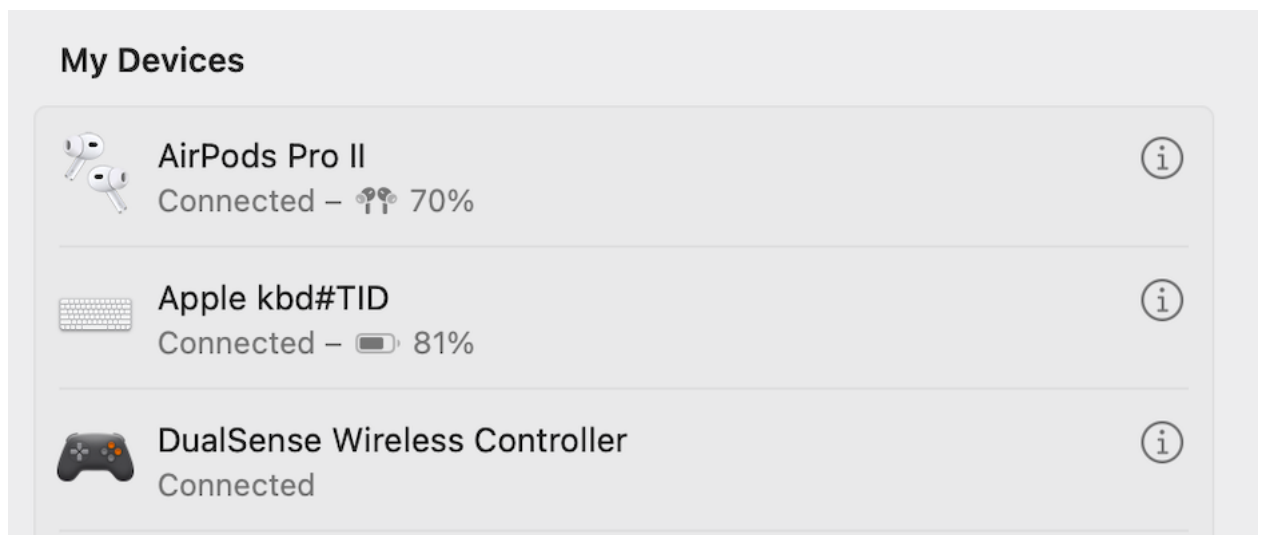 My Devices
AirPods Pro II
Connected – 70%
Apple kbd#TID
Connected – 81%
DualSense Wireless Controller
Connected